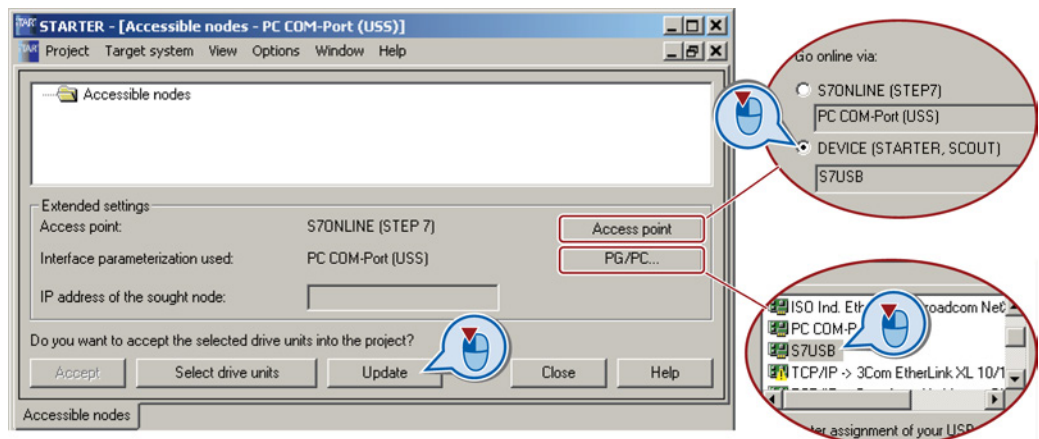 STARTER - [Accessible nodes - PC COM-Port (USS)]
Project Target system View Options Window Help
Accessible nodes
Extended settings
Access point: S7ONLINE (STEP 7) Access point
Interface parameterization used: PC COM-Port (USS) PG/PC...
IP address of the sought node:
Do you want to accept the selected drive units into the project?
Accept Select drive units Update Close Help
Accessible nodes
Go online via:
S7ONLINE (STEP7)
PC COM-Port (USS)
DEVICE (STARTER, SCOUT)
S7USB
ISO Ind.
PC COM-P
S7USB
TCP/IP -> 3Com EtherLink XL 10/1
assignment of your USB